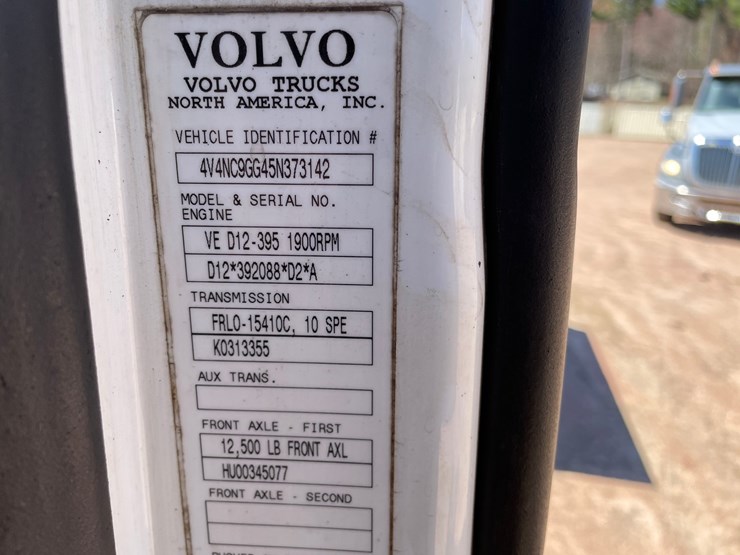 VOLVO
VOLVO TRUCKS
NORTH AMERICA, INC.
VEHICLE IDENTIFICATION #
4V4NC9GG45N373142
MODEL & SERIAL NO.
ENGINE
VE D12-395 1900RPM
D12*392088*D2*A
TRANSMISSION
FRLO-15410C, 10 SPE
K0313355
AUX TRANS.
FRONT AXLE - FIRST
12,500 LB FRONT AXL
HU00345077
FRONT AXLE - SECOND